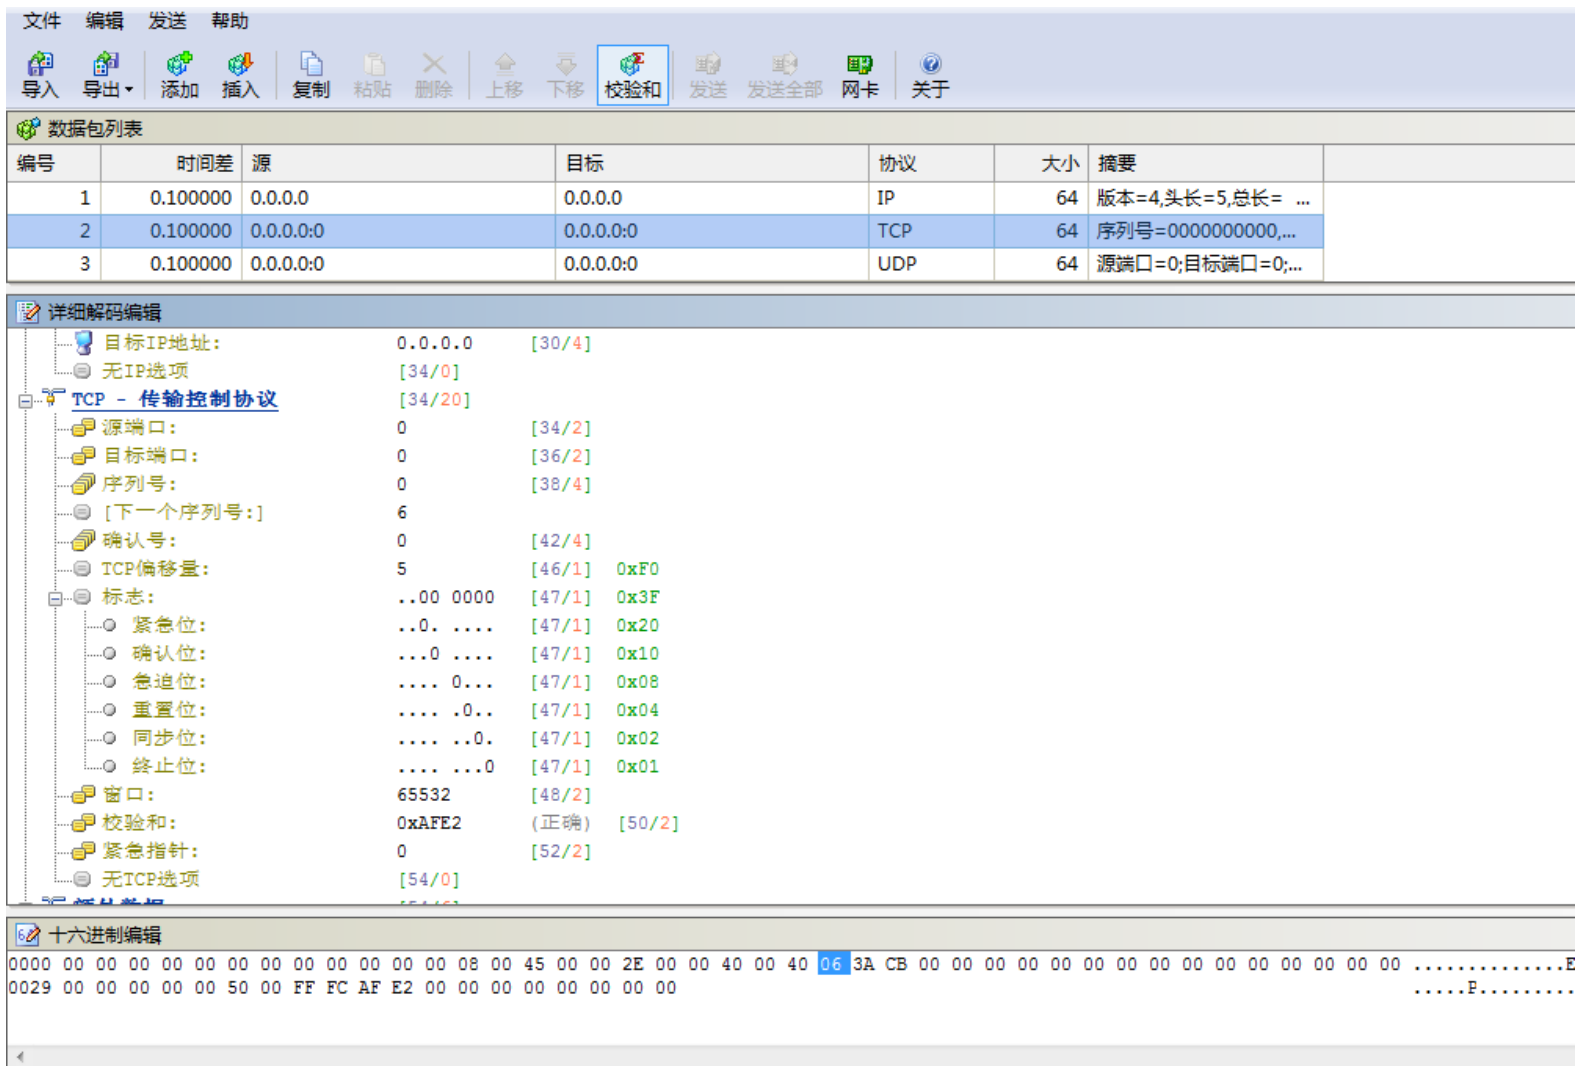 文件 编辑 发送 帮助
导入 导出 添加 插入 复制 粘贴 删除 上移 下移 校验和 发送 发送全部 网卡 关于
数据包列表
编号 时间差 源 目标 协议 大小 摘要
1 0.100000 0.0.0.0 0.0.0.0 IP 64 版本=4,头长=5,总长= ...
2 0.100000 0.0.0.0:0 0.0.0.0:0 TCP 64 序列号=0000000000,...
3 0.100000 0.0.0.0:0 0.0.0.0:0 UDP 64 源端口=0;目标端口=0;...
详细解码编辑
目标IP地址: 0.0.0.0 [30/4]
无IP选项 [34/0]
TCP - 传输控制协议 [34/20]
源端口: 0 [34/2]
目标端口: 0 [36/2]
序列号: 0 [38/4]
[下一个序列号:] 6
确认号: 0 [42/4]
TCP偏移量: 5 [46/1] 0xF0
标志: ..00 0000 [47/1] 0x3F
紧急位: ..0. .... [47/1] 0x20
确认位: ...0 .... [47/1] 0x10
急迫位: .... 0... [47/1] 0x08
重置位: .... .0.. [47/1] 0x04
同步位: .... ..0. [47/1] 0x02
终止位: .... ...0 [47/1] 0x01
窗口: 65532 [48/2]
校验和: 0xAFE2 (正确) [50/2]
紧急指针: 0 [52/2]
无TCP选项 [54/0]
额外数据 [54/6]
十六进制编辑
0000 00 00 00 00 00 00 00 00 00 00 00 00 08 00 45 00 00 2E 00 00 40 00 40 06 3A CB 00 00 00 00 00 00 00 00 00 00 00 00 00 00 00 ..............E
0029 00 00 00 00 00 50 00 FF FC AF E2 00 00 00 00 00 00 00 00 .....P.........